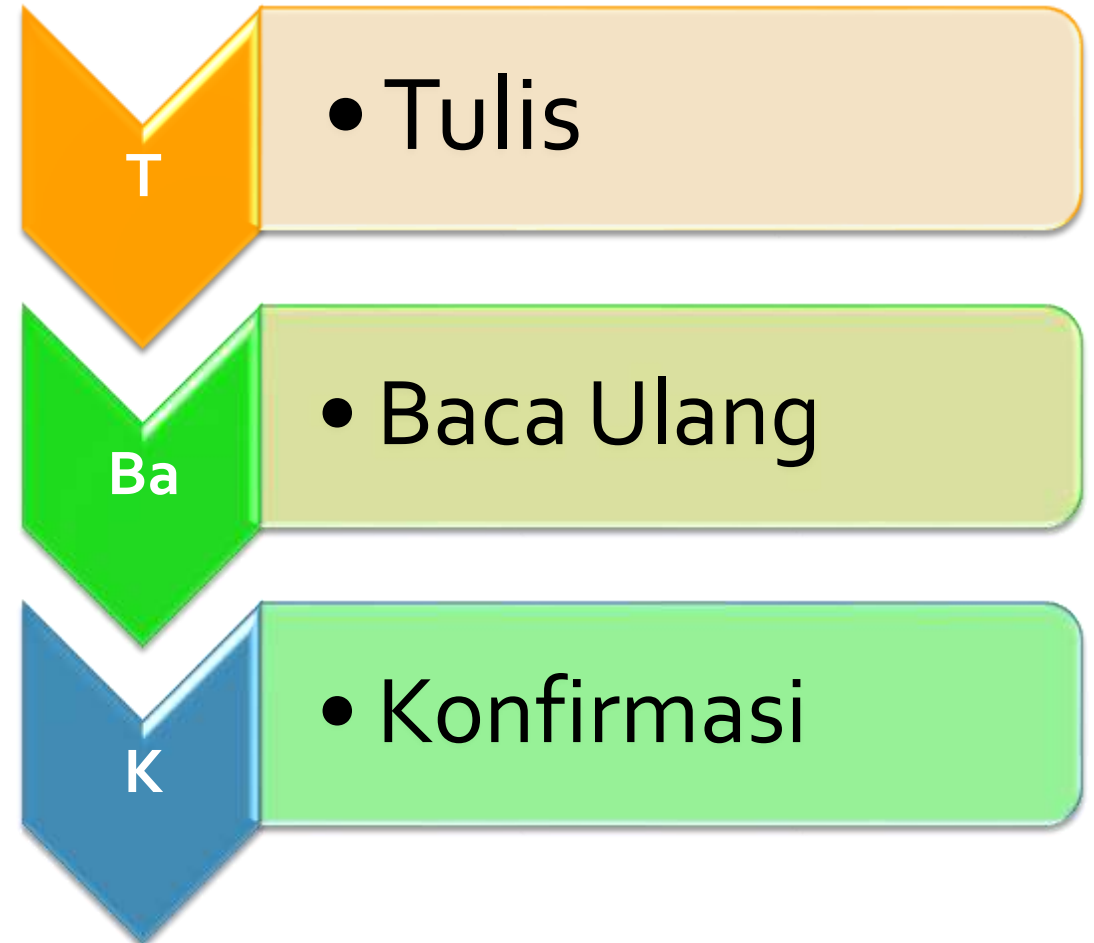 T
• Tulis
Ba
• Baca Ulang
K
• Konfirmasi